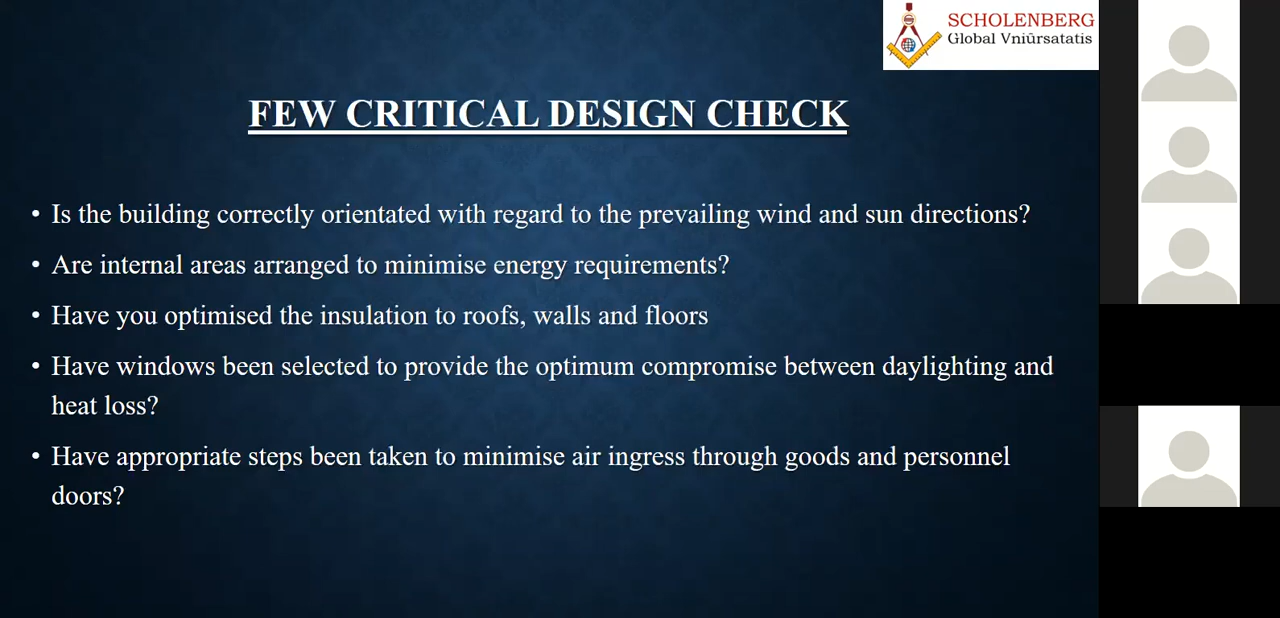 SCHOLENBERG
Global Vniûrsatatis
FEW CRITICAL DESIGN CHECK
• Is the building correctly orientated with regard to the prevailing wind and sun directions?
• Are internal areas arranged to minimise energy requirements?
• Have you optimised the insulation to roofs, walls and floors
• Have windows been selected to provide the optimum compromise between daylighting and
heat loss?
• Have appropriate steps been taken to minimise air ingress through goods and personnel
doors?